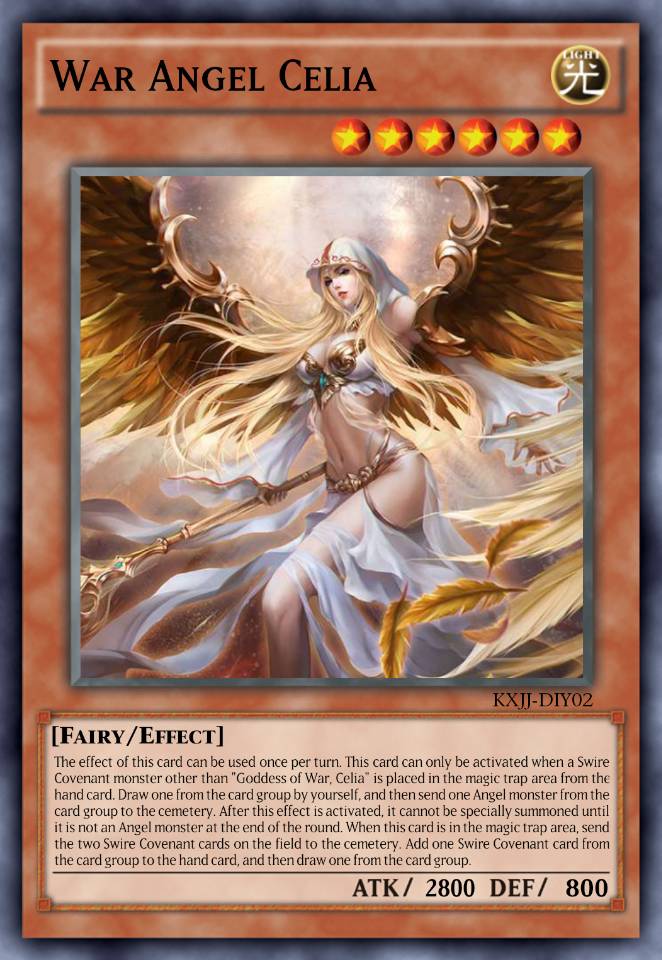 War Angel Celia
LIGHT
光
KXJJ-DIY02
[Fairy/Effect]
The effect of this card can be used once per turn. This card can only be activated when a Swire
Covenant monster other than "Goddess of War, Celia" is placed in the magic trap area from the
hand card. Draw one from the card group by yourself, and then send one Angel monster from the
card group to the cemetery. After this effect is activated, it cannot be specially summoned until
it is not an Angel monster at the end of the round. When this card is in the magic trap area, send
the two Swire Covenant cards on the field to the cemetery. Add one Swire Covenant card from
the card group to the hand card, and then draw one from the card group.
ATK/ 2800 DEF/ 800